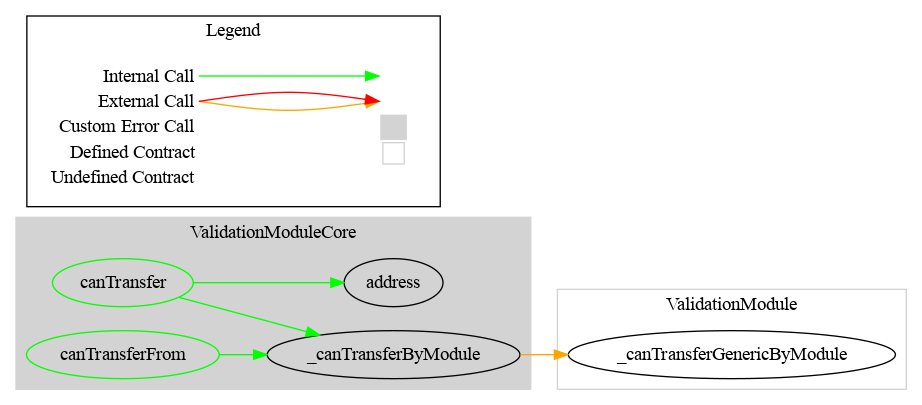 Legend
Internal Call
External Call
Custom Error Call
Defined Contract
Undefined Contract
ValidationModuleCore
canTransfer
address
canTransferFrom
_canTransferByModule
ValidationModule
_canTransferGenericByModule